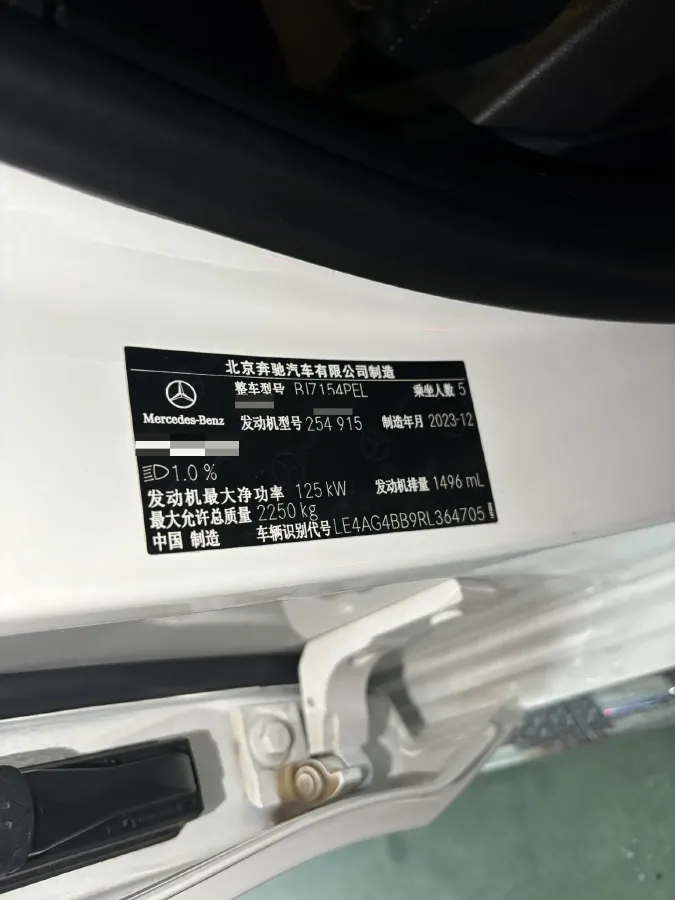 北京奔驰汽车有限公司制造
整车型号 BJ7154PEL 乘坐人数 5
Mercedes-Benz
发动机型号 254 915 制造年月 2023-12
1.0 %
发动机最大净功率 125 kW 发动机排量 1496 mL
最大允许总质量 2250 kg
中国 制造 车辆识别代号 LE4AG4BB9RL364705